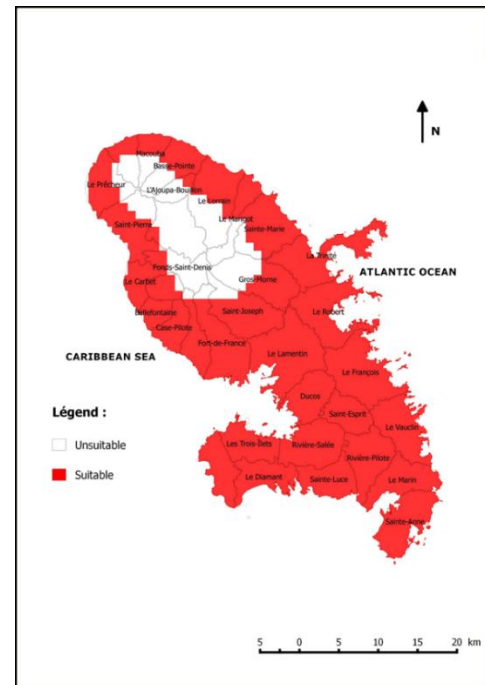 N
Macouba
Basse-Pointe
Le Prêcheur
L'Ajoupa-Bouillon
Le Lorrain
Le Marigot
Saint-Pierre
Sainte-Marie
La Trinité
ATLANTIC OCEAN
Fonds-Saint-Denis
Le Carbet
Gros-Morne
Bellefontaine
Saint-Joseph
Le Robert
Case-Pilote
Fort-de-France
CARIBBEAN SEA
Le Lamentin
Le François
Ducos
Légend :
Saint-Esprit
Le Vauclin
Unsuitable
Les Trois-Îlets
Rivière-Salée
Rivière-Pilote
Suitable
Le Diamant
Sainte-Luce
Le Marin
Sainte-Anne
5 0 5 10 15 20 km